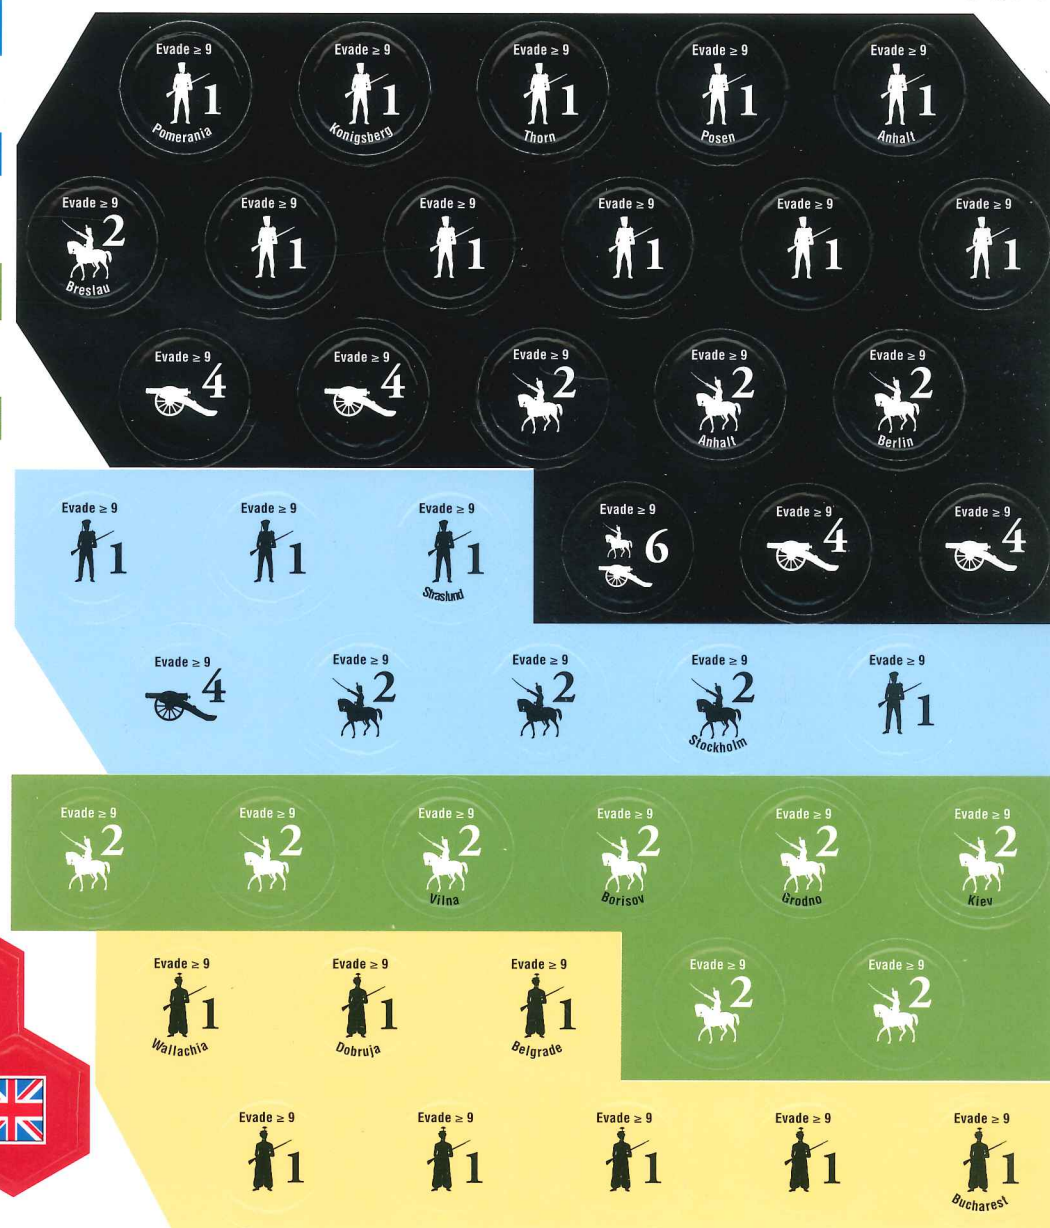 Evade ≥ 9
1
Pomerania
Evade ≥ 9
1
Konigsberg
Evade ≥ 9
1
Thorn
Evade ≥ 9
1
Posen
Evade ≥ 9
1
Anhalt
Evade ≥ 9
2
Breslau
Evade ≥ 9
1
Evade ≥ 9
1
Evade ≥ 9
1
Evade ≥ 9
1
Evade ≥ 9
1
Evade ≥ 9
4
Evade ≥ 9
4
Evade ≥ 9
2
Evade ≥ 9
2
Anhalt
Evade ≥ 9
2
Berlin
Evade ≥ 9
6
Evade ≥ 9
4
Evade ≥ 9
4
Evade ≥ 9
1
Evade ≥ 9
1
Evade ≥ 9
1
Straslund
Evade ≥ 9
4
Evade ≥ 9
2
Evade ≥ 9
2
Evade ≥ 9
2
Stockholm
Evade ≥ 9
1
Evade ≥ 9
2
Evade ≥ 9
2
Evade ≥ 9
2
Vilna
Evade ≥ 9
2
Borisov
Evade ≥ 9
2
Grodno
Evade ≥ 9
2
Kiev
Evade ≥ 9
2
Evade ≥ 9
2
Evade ≥ 9
1
Wallachia
Evade ≥ 9
1
Dobruja
Evade ≥ 9
1
Belgrade
Evade ≥ 9
1
Evade ≥ 9
1
Evade ≥ 9
1
Evade ≥ 9
1
Evade ≥ 9
1
Bucharest